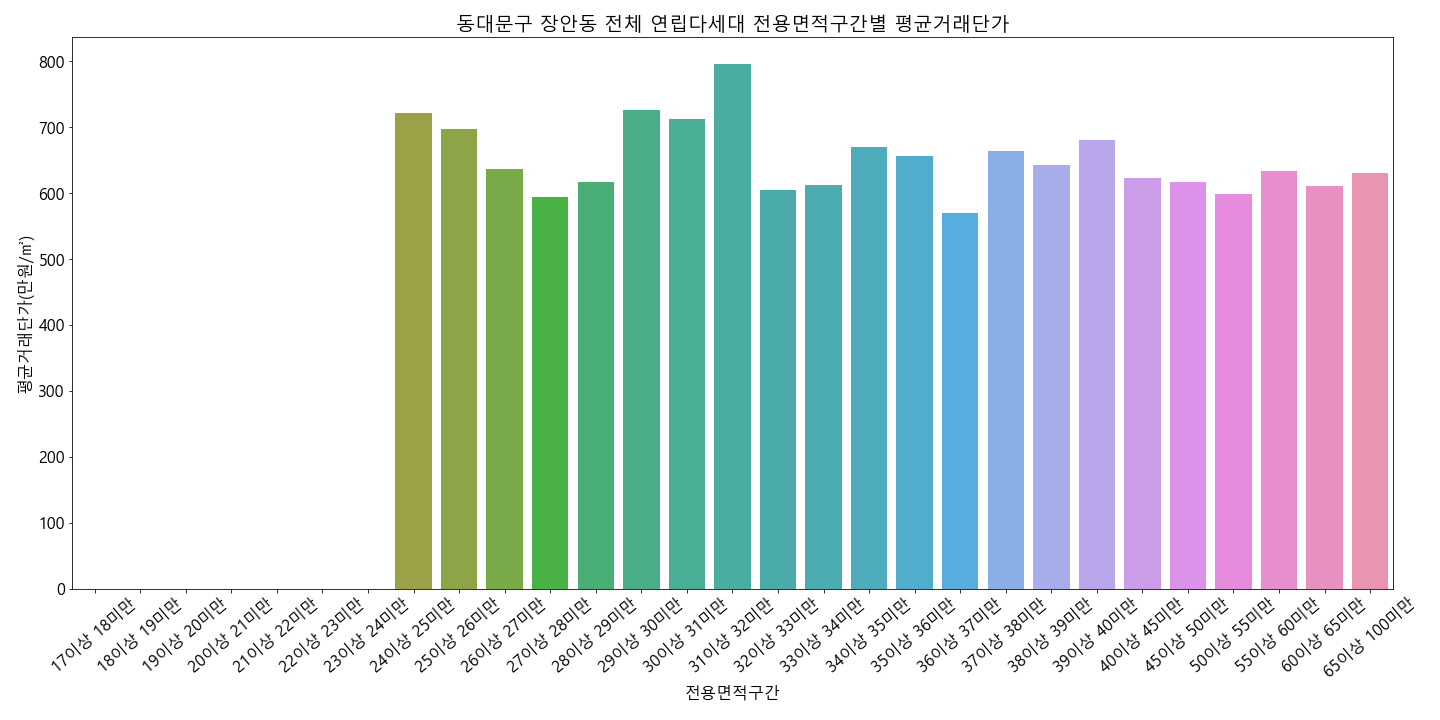 동대문구 장안동 전체 연립다세대 전용면적구간별 평균거래단가
평균거래단가(만원/㎡)
800
700
600
500
400
300
200
100
0
17이상 18미만
18이상 19미만
19이상 20미만
20이상 21미만
21이상 22미만
22이상 23미만
23이상 24미만
24이상 25미만
25이상 26미만
26이상 27미만
27이상 28미만
28이상 29미만
29이상 30미만
30이상 31미만
31이상 32미만
32이상 33미만
33이상 34미만
34이상 35미만
35이상 36미만
36이상 37미만
37이상 38미만
38이상 39미만
39이상 40미만
40이상 45미만
45이상 50미만
50이상 55미만
55이상 60미만
60이상 65미만
65이상 100미만
전용면적구간